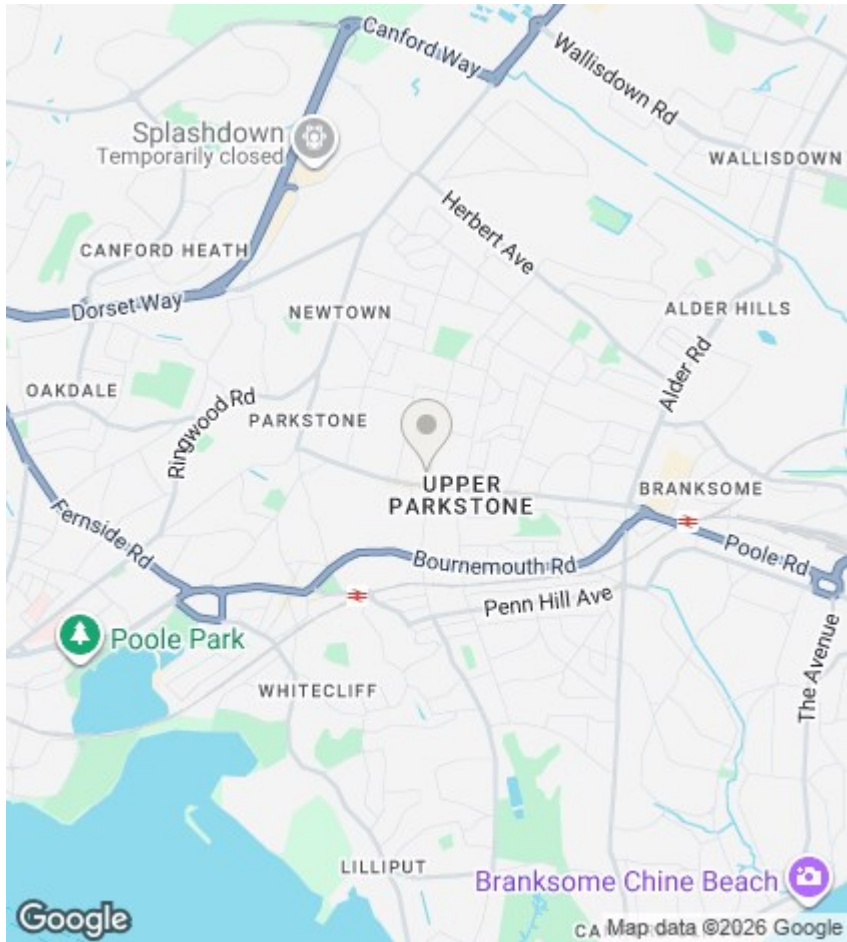 Canford Way
Wallisdown Rd
Splashdown
Temporarily closed
WALLISDOWN
Herbert Ave
CANFORD HEATH
Dorset Way
NEWTOWN
ALDER HILLS
Alder Rd
OAKDALE
Ringwood Rd
PARKSTONE
UPPER
PARKSTONE
BRANKSOME
Fernside Rd
Bournemouth Rd
Poole Rd
Penn Hill Ave
Poole Park
The Avenue
WHITECLIFF
LILLIPUT
Branksome Chine Beach
Google
Map data ©2026 Google